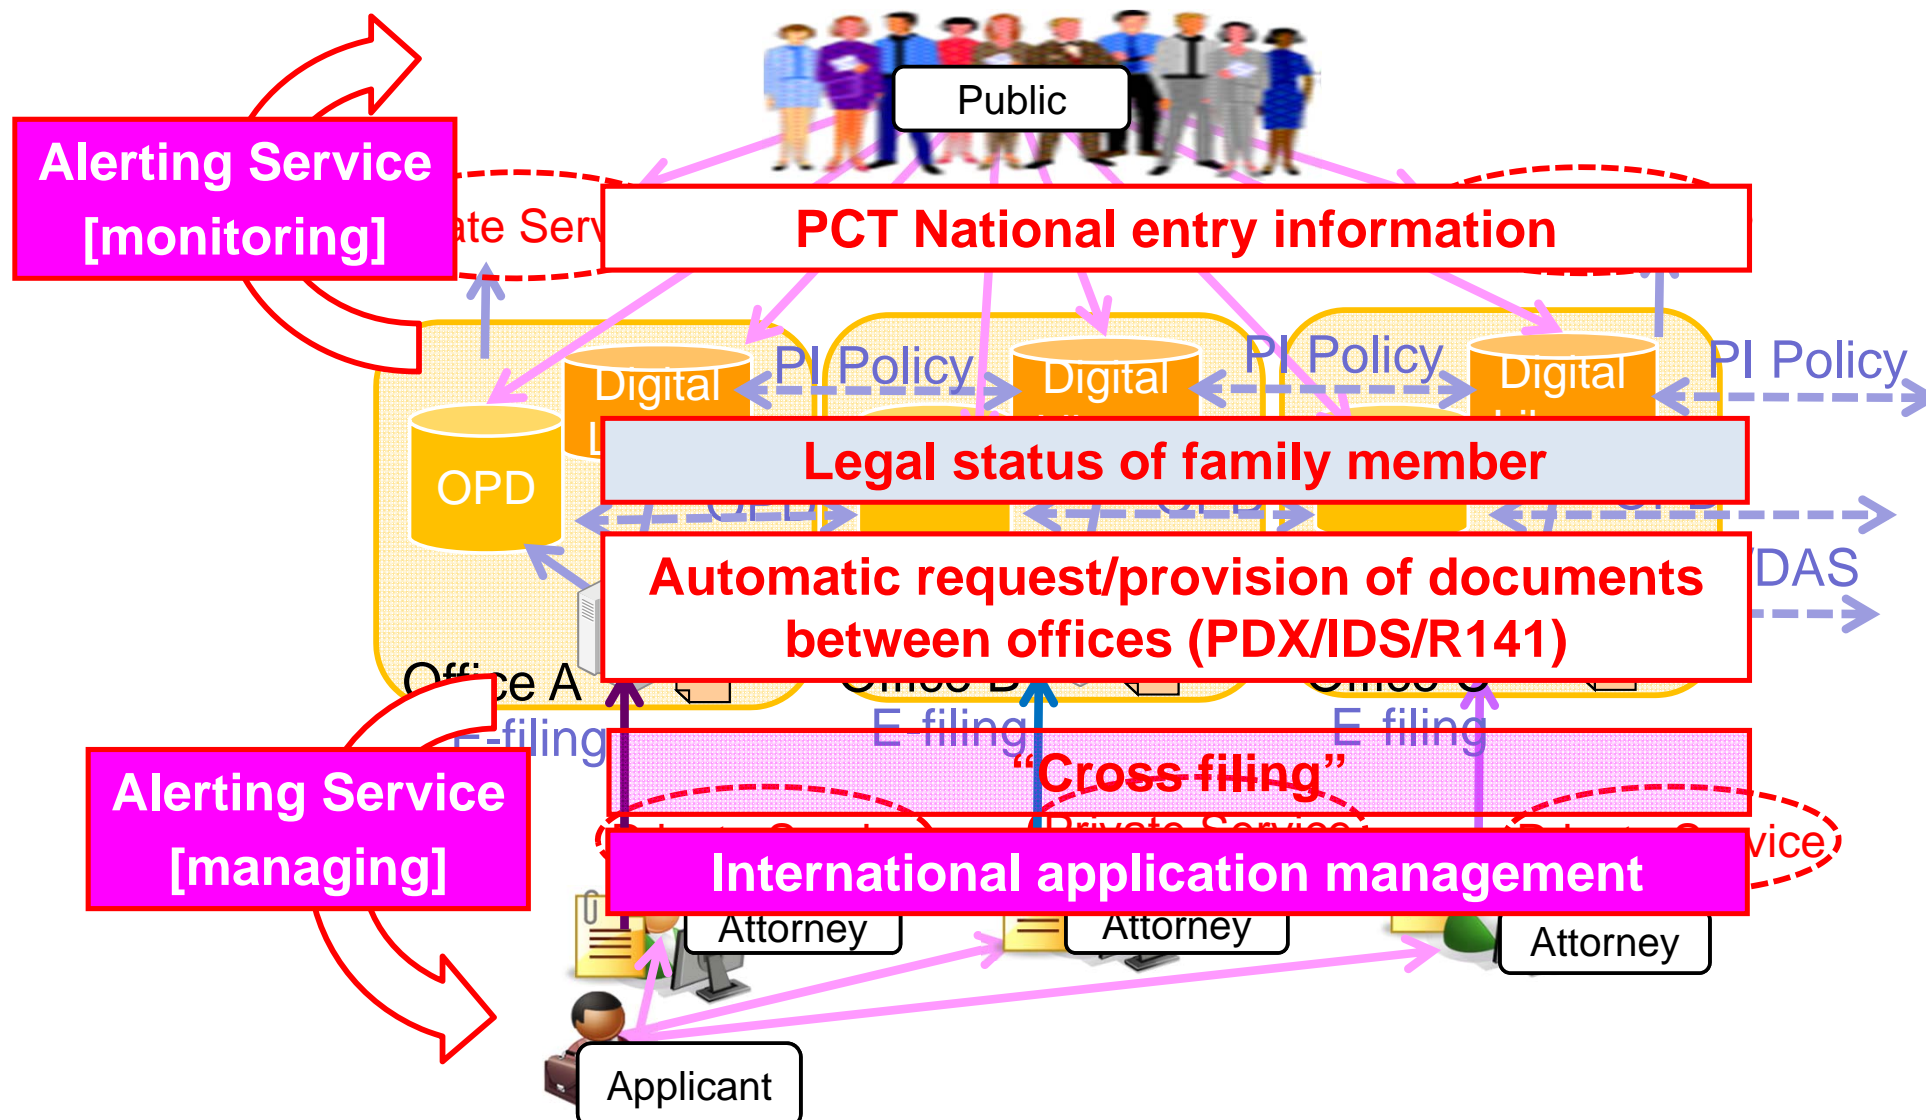 Public
Alerting Service
[monitoring]
PCT National entry information
PI Policy
PI Policy
PI Policy
Digital
Digital
Digital
OPD
Legal status of family member
Automatic request/provision of documents
between offices (PDX/IDS/R141)
/DAS
Office A
E-filing
E-filing
E-filing
“Cross filing”
Alerting Service
[managing]
Private Service
International application management
Attorney
Attorney
Attorney
Applicant